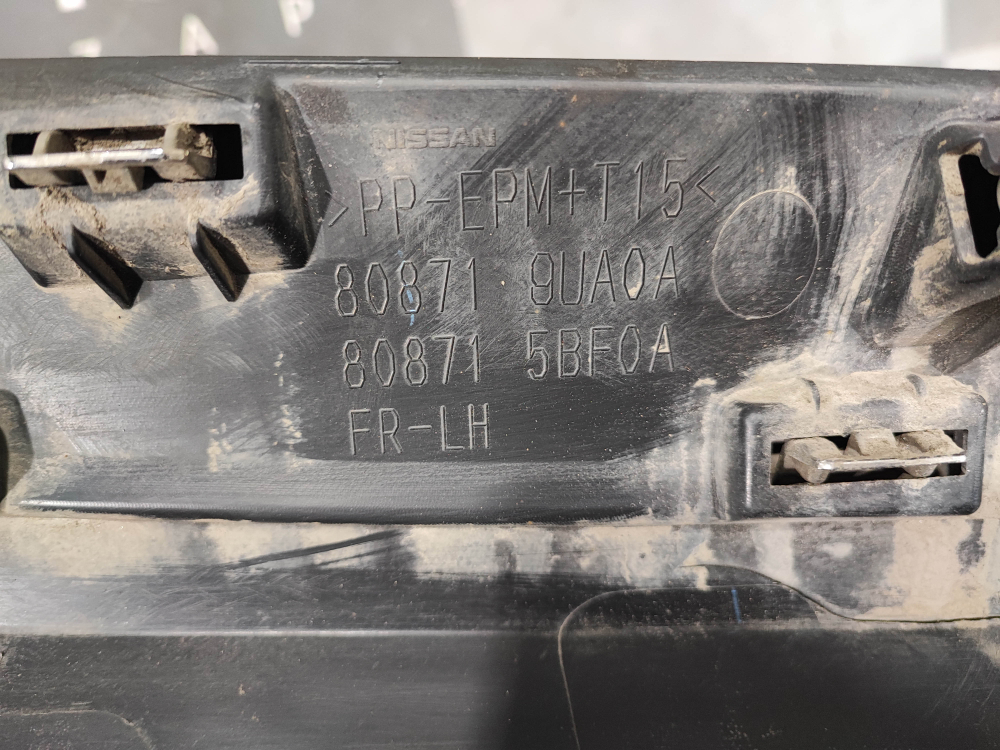 NISSAN
>PP-EPM+T15<
80871 9UA0A
80871 5BF0A
FR-LH